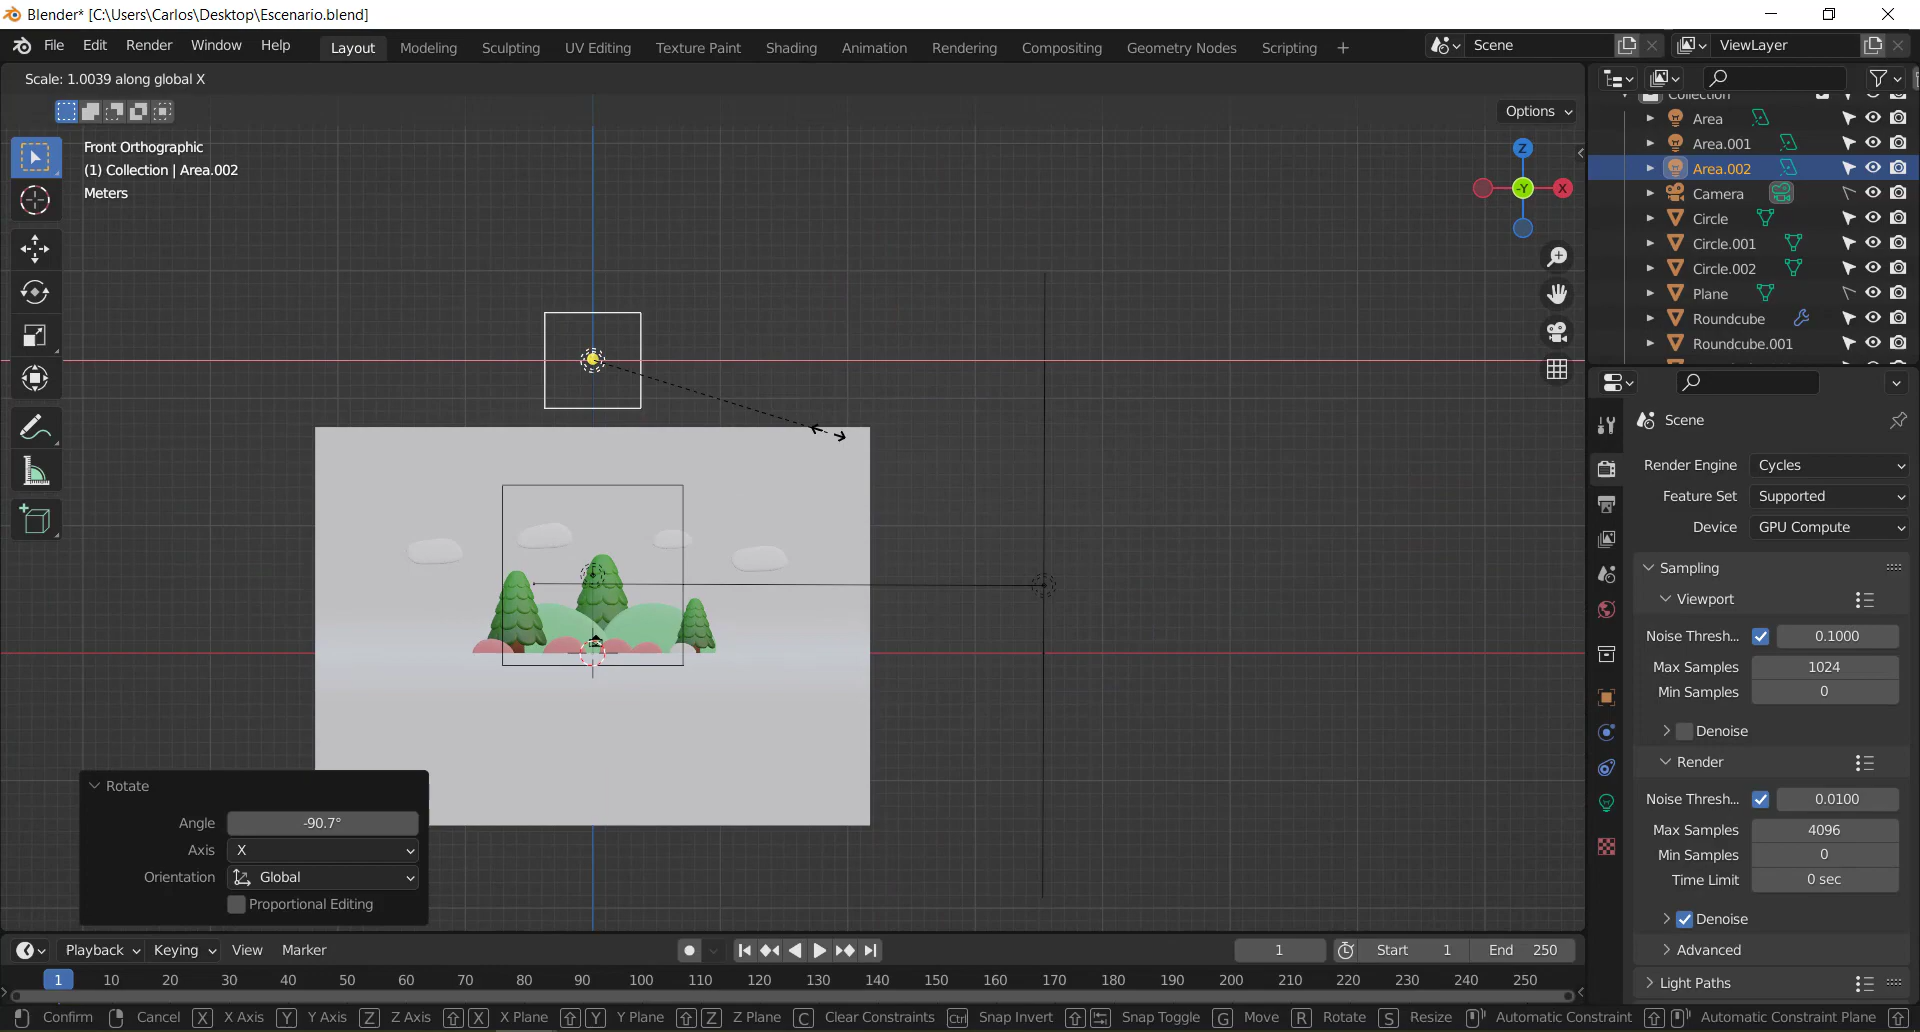 Blender* [C:\Users\Carlos\Desktop\Escenario.blend]
File Edit Render Window Help
Layout Modeling Sculpting UV Editing Texture Paint Shading Animation Rendering Compositing Geometry Nodes Scripting +
Scene
ViewLayer
Scale: 1.0039 along global X
Options
Front Orthographic
(1) Collection | Area.002
Meters
Z
-Y
X
Collection
Area
Area.001
Area.002
Camera
Circle
Circle.001
Circle.002
Plane
Roundcube
Roundcube.001
Scene
Render Engine Cycles
Feature Set Supported
Device GPU Compute
Sampling
Viewport
Noise Thresh... 0.1000
Max Samples 1024
Min Samples 0
Denoise
Render
Noise Thresh... 0.0100
Max Samples 4096
Min Samples 0
Time Limit 0 sec
Denoise
Advanced
Light Paths
Rotate
Angle -90.7°
Axis X
Orientation Global
Proportional Editing
Playback Keying View Marker
1
Start 1 End 250
1 10 20 30 40 50 60 70 80 90 100 110 120 130 140 150 160 170 180 190 200 210 220 230 240 250
Confirm Cancel X X Axis Y Y Axis Z Z Axis X X Plane Y Y Plane Z Z Plane C Clear Constraints Ctrl Snap Invert Snap Toggle G Move R Rotate S Resize Automatic Constraint Automatic Constraint Plane